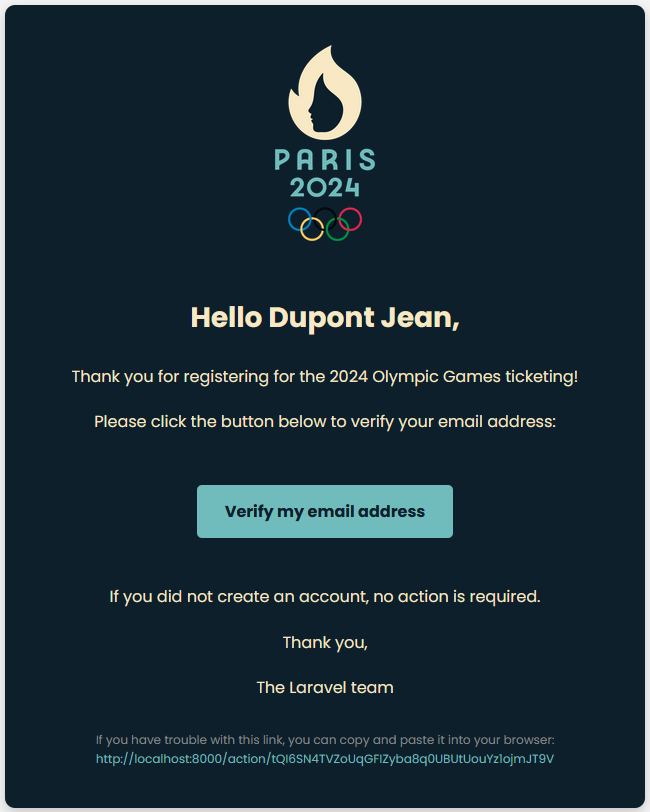 PARIS
2024
Hello Dupont Jean,
Thank you for registering for the 2024 Olympic Games ticketing!
Please click the button below to verify your email address:
Verify my email address
If you did not create an account, no action is required.
Thank you,
The Laravel team
If you have trouble with this link, you can copy and paste it into your browser:
http://localhost:8000/action/tQI6SN4TVZoUqGFIZyba8q0UBUtUouYz1ojmJT9V